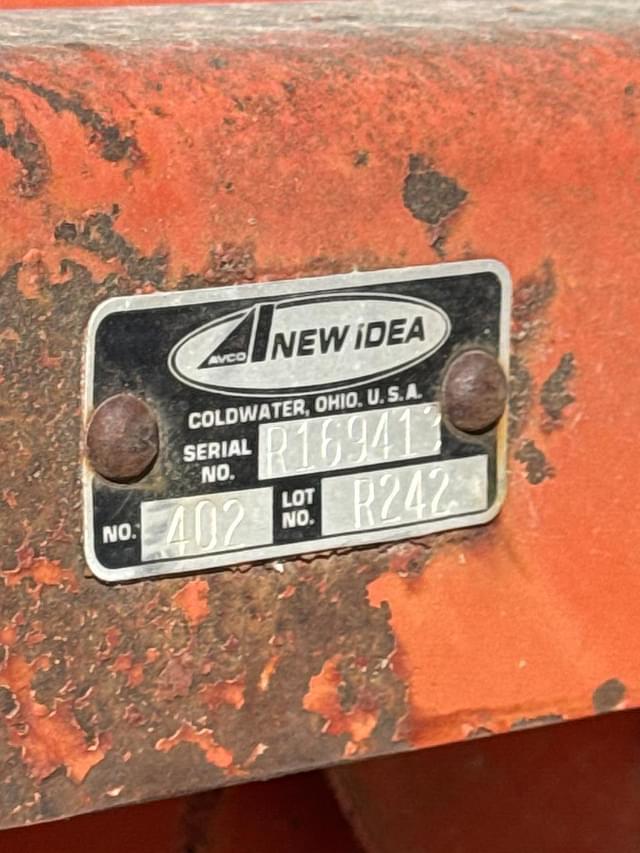 AVCO NEW IDEA
COLDWATER, OHIO, U.S.A.
SERIAL NO. R169413
NO. 402 LOT NO. R242